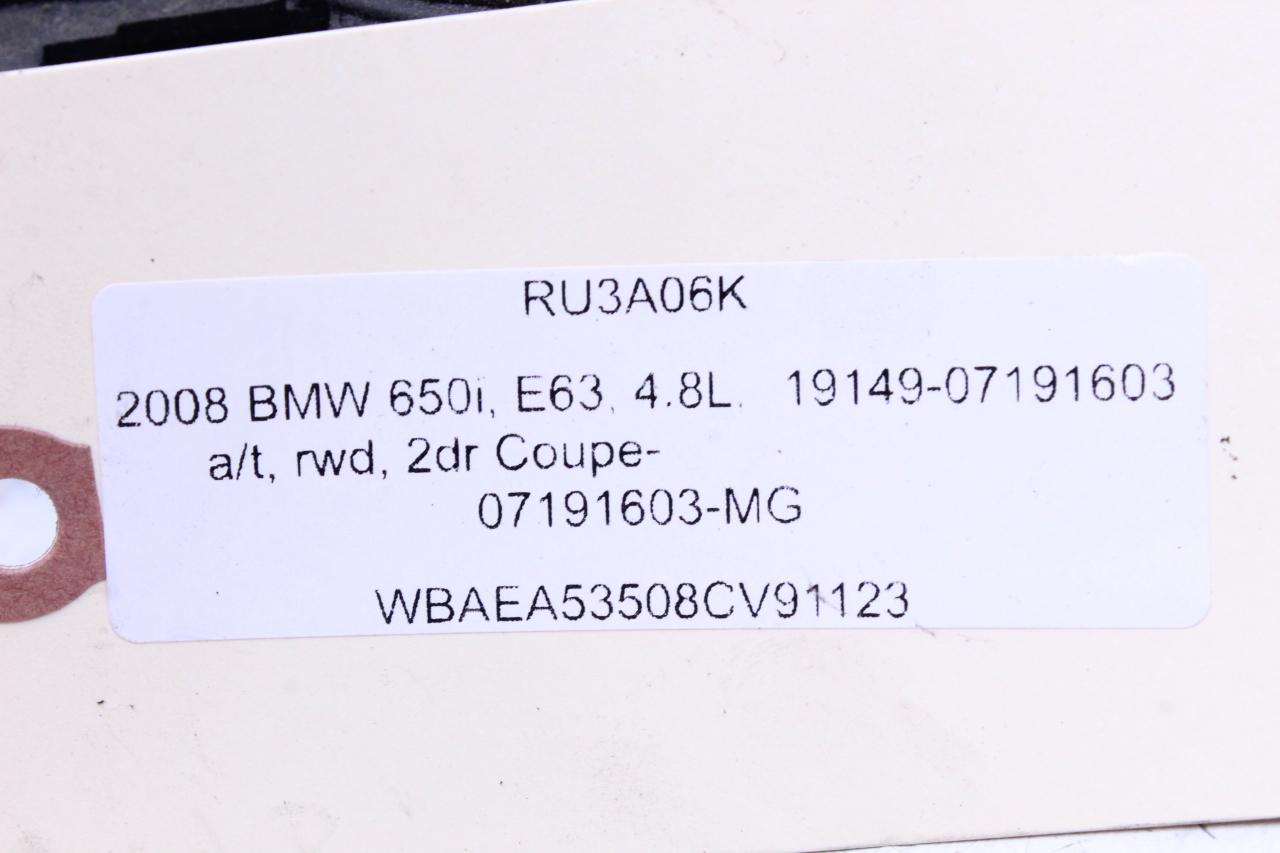 RU3A06K
2008 BMW 650i, E63, 4.8L, 19149-07191603
a/t, rwd, 2dr Coupe-
07191603-MG
WBAEA53508CV91123